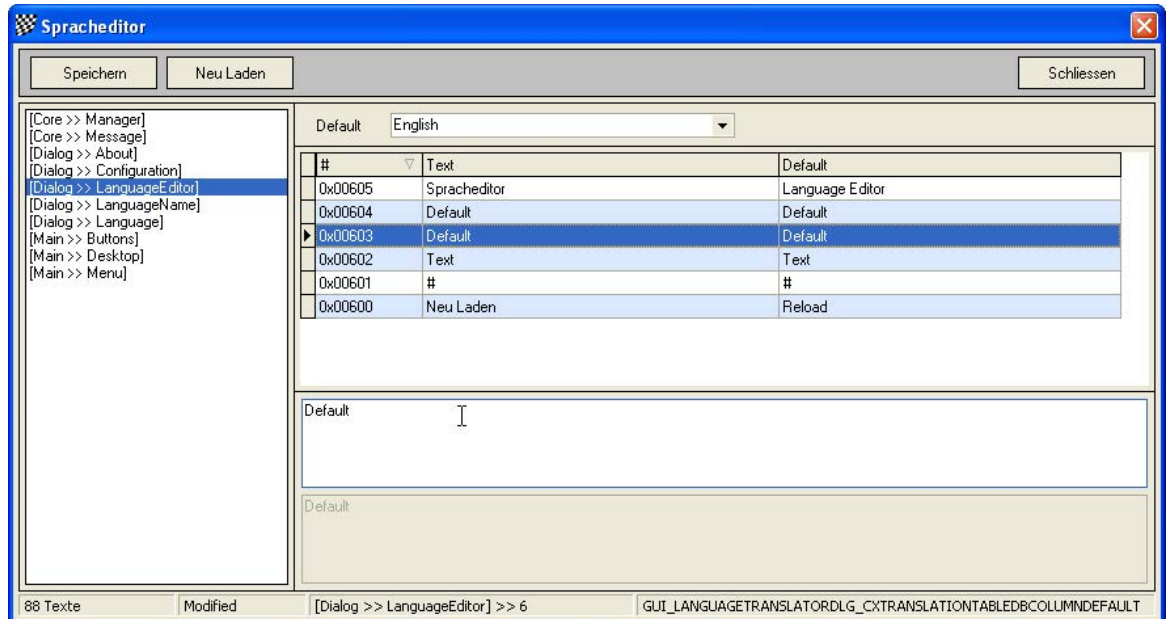 Spracheditor
Speichern Neu Laden Schliessen
[Core >> Manager]
[Core >> Message]
[Dialog >> About]
[Dialog >> Configuration]
[Dialog >> LanguageEditor]
[Dialog >> LanguageName]
[Dialog >> Language]
[Main >> Buttons]
[Main >> Desktop]
[Main >> Menu]
Default English
# Text Default
0x00605 Spracheditor Language Editor
0x00604 Default Default
0x00603 Default Default
0x00602 Text Text
0x00601 # #
0x00600 Neu Laden Reload
Default
Default
88 Texte Modified [Dialog >> LanguageEditor] >> 6 GUI_LANGUAGETRANSLATORDLG_CXTRANSLATIONTABLEDBCOLUMNDEFAULT